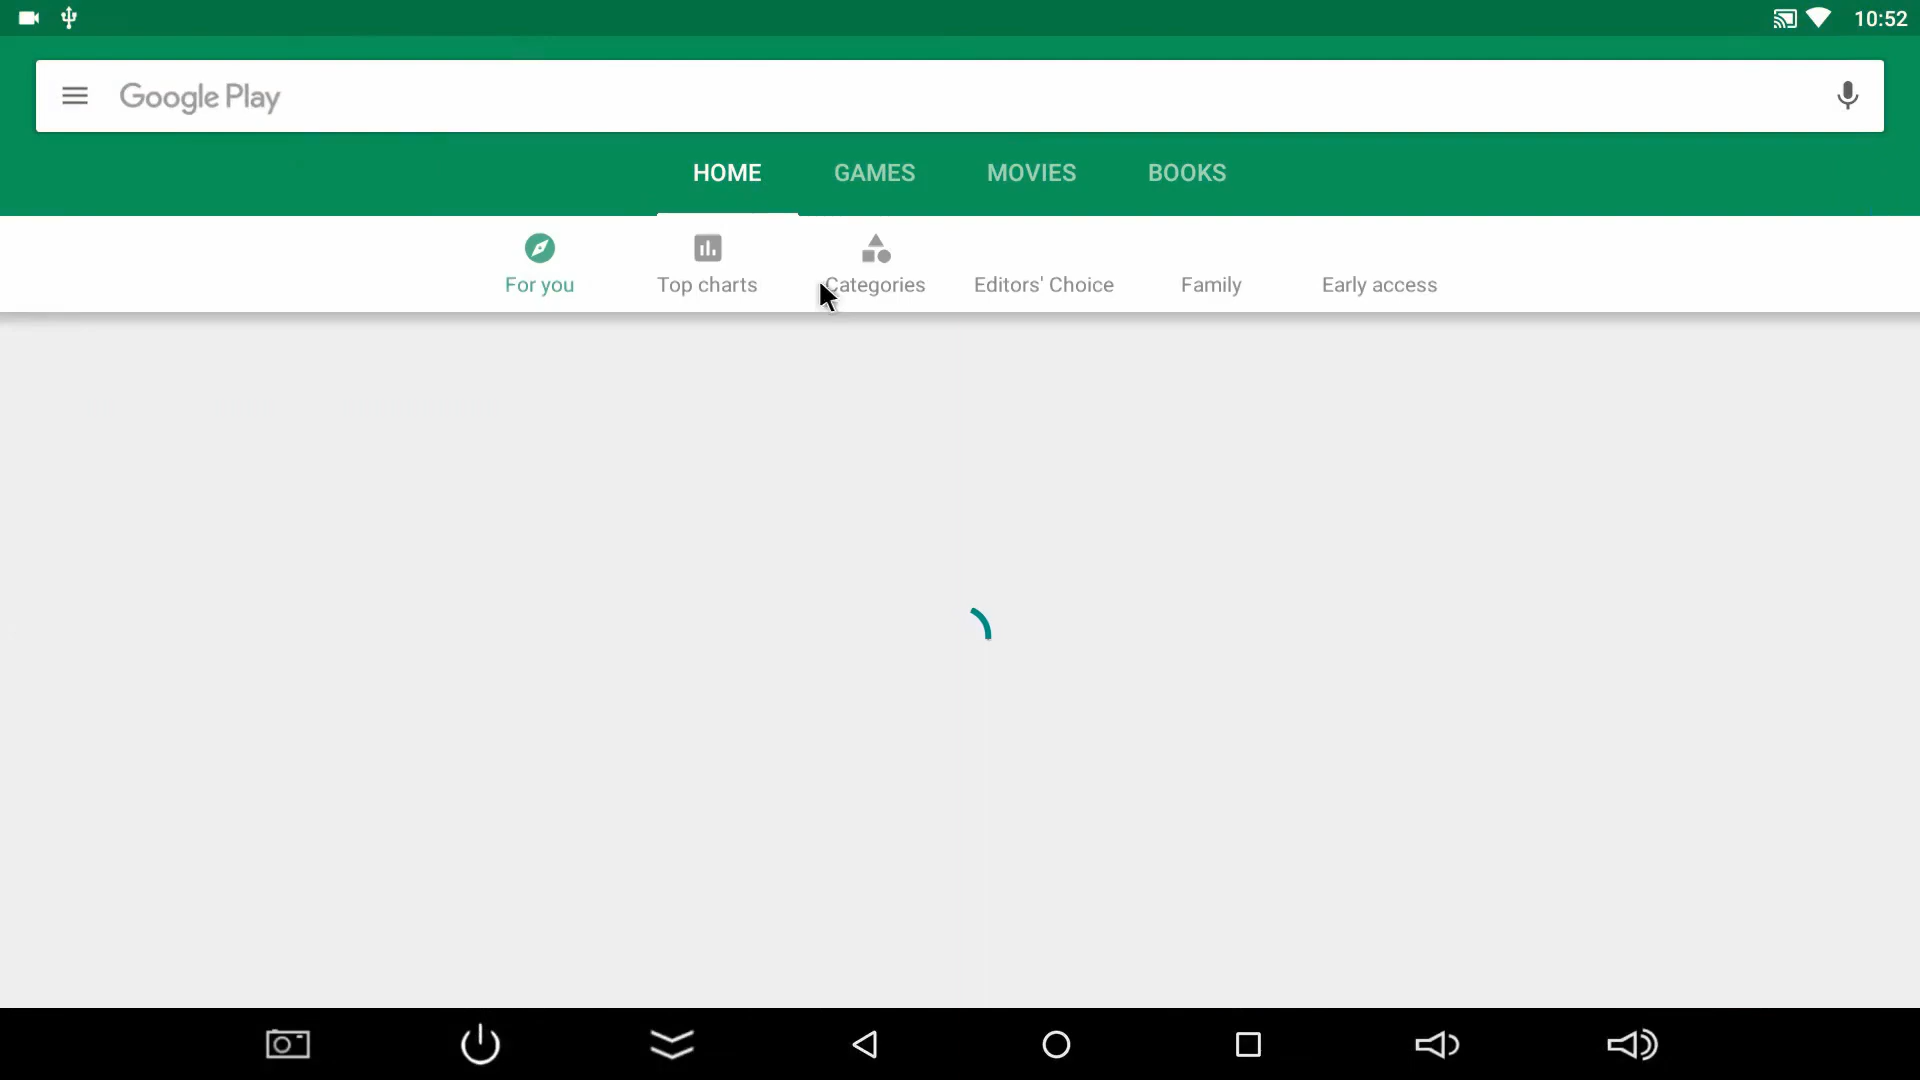 10:52
Google Play
HOME GAMES MOVIES BOOKS
For you Top charts Categories Editors' Choice Family Early access